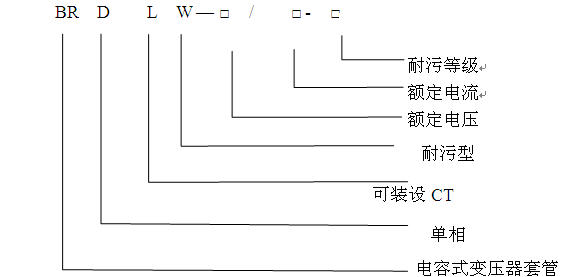 BR D L W — □ / □ - □
耐污等级
额定电流
额定电压
耐污型
可装设 CT
单相
电容式变压器套管